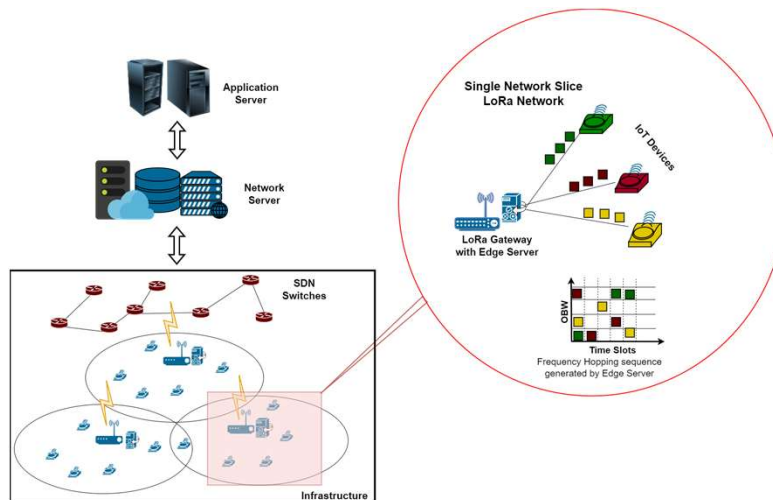 Application
Server
Network
Server
SDN
Switches
Infrastructure
Single Network Slice
LoRa Network
IoT Devices
LoRa Gateway
with Edge Server
OBW
Time Slots
Frequency Hopping sequence
generated by Edge Server